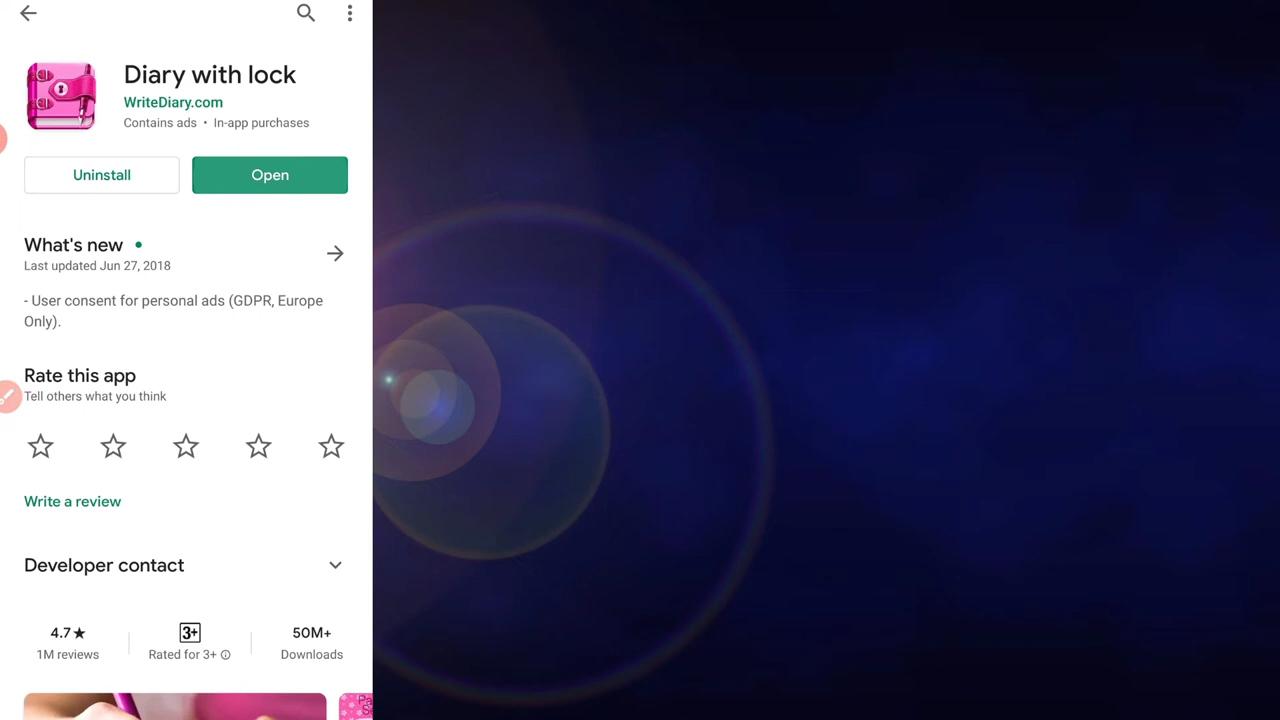 Diary with lock
WriteDiary.com
Contains ads • In-app purchases
Uninstall
Open
What's new •
Last updated Jun 27, 2018
- User consent for personal ads (GDPR, Europe
Only).
Rate this app
Tell others what you think
Write a review
Developer contact
4.7★
1M reviews
3+
Rated for 3+
50M+
Downloads